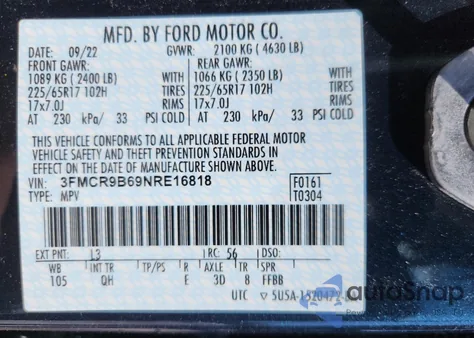 MFD. BY FORD MOTOR CO.
DATE: 09/22 GVWR: 2100 KG (4630 LB)
FRONT GAWR: REAR GAWR:
1089 KG (2400 LB) 1066 KG (2350 LB)
225/65R17 102H TIRES 225/65R17 102H
17x7.0J RIMS 17x7.0J
AT 230 kPa/ 33 PSI COLD AT 230 kPa/ 33 PSI COLD
THIS VEHICLE CONFORMS TO ALL APPLICABLE FEDERAL MOTOR
VEHICLE SAFETY AND THEFT PREVENTION STANDARDS IN
EFFECT ON THE DATE OF MANUFACTURE SHOWN ABOVE.
VIN: 3FMCR9B69NRE16818 F0161
TYPE: MPV T0304
EXT PNT: L3 RC: 56 DSO:
WB INT TR TP/PS R AXLE TR SPR
105 QH E 3D 8 FFBB
UTC
autoSnap